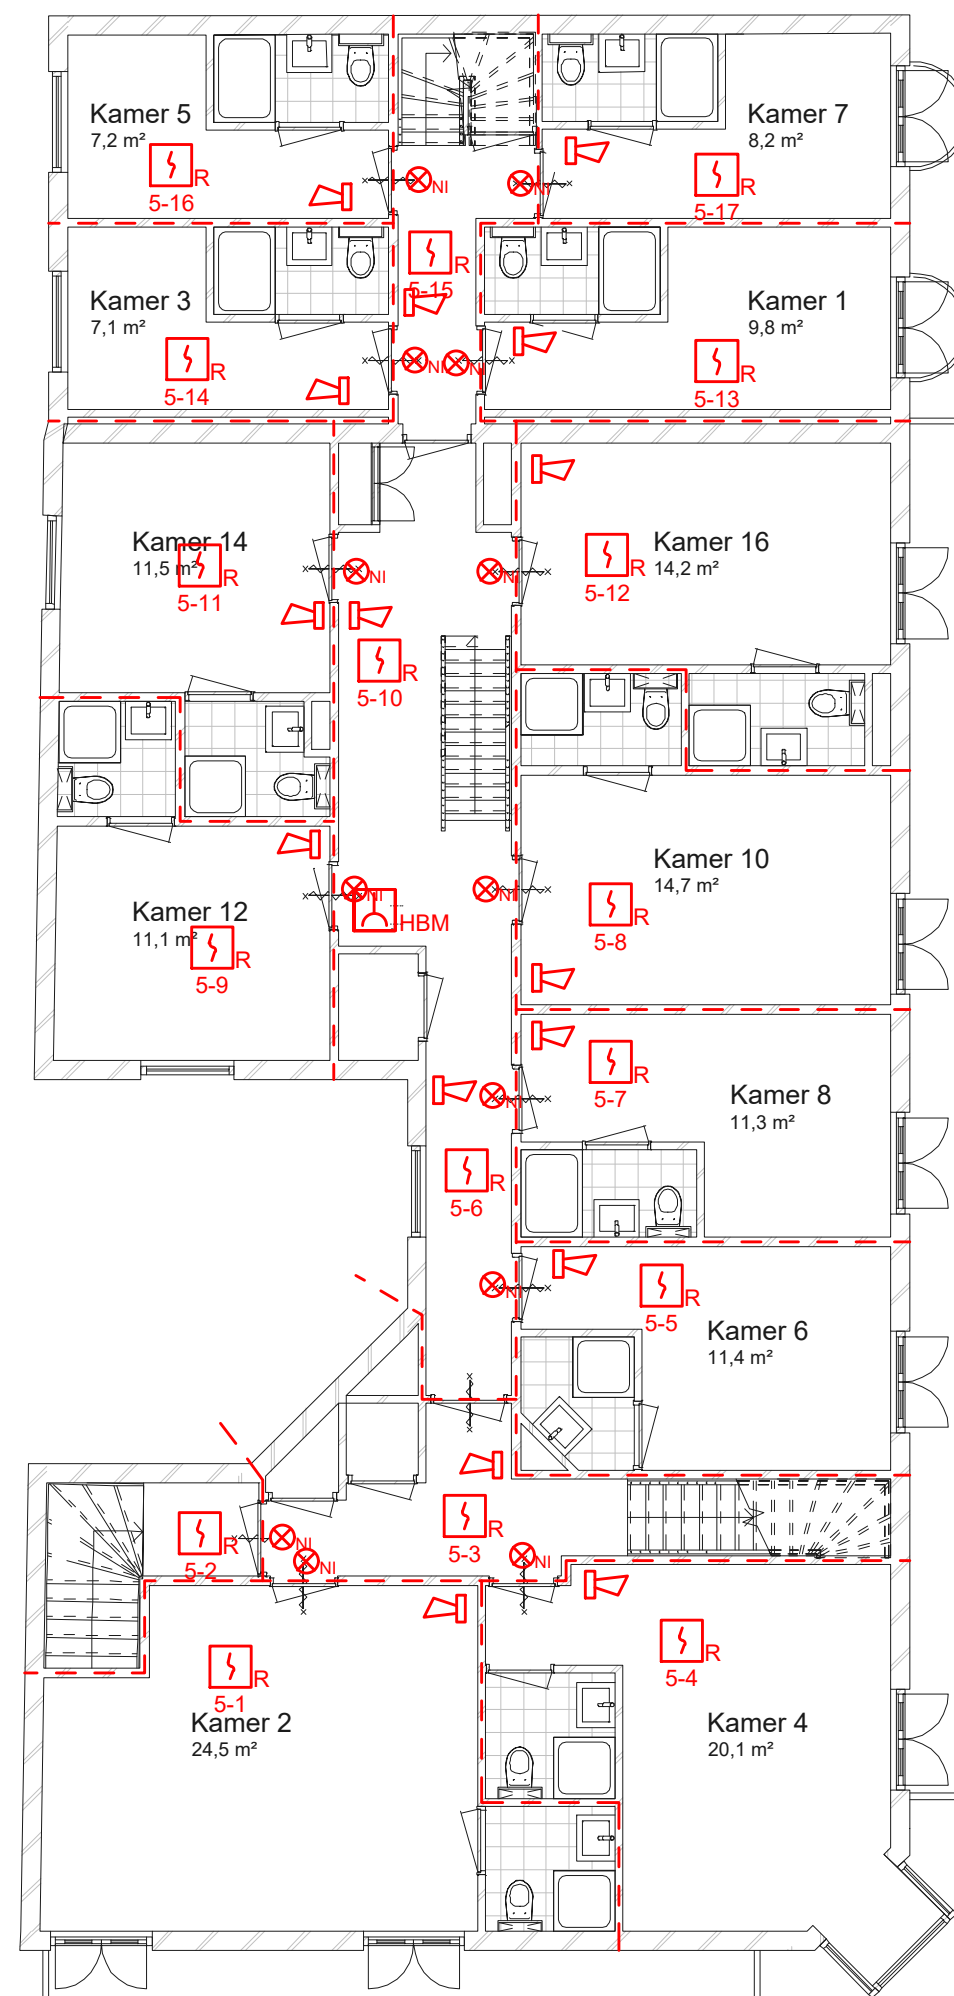 Kamer 5
7,2 m²
R
5-16
NI
NI
Kamer 7
8,2 m²
R
5-17
Kamer 3
7,1 m²
R
5-14
R
5-15
NI
NI
Kamer 1
9,8 m²
R
5-13
Kamer 14
11,5 m²
R
5-11
NI
NI
R
5-10
Kamer 16
14,2 m²
R
5-12
Kamer 12
11,1 m²
R
5-9
NI
HBM
NI
Kamer 10
14,7 m²
R
5-8
R
5-7
NI
Kamer 8
11,3 m²
R
5-6
NI
R
5-5
Kamer 6
11,4 m²
R
5-2
NI
NI
R
5-3
NI
R
5-1
Kamer 2
24,5 m²
R
5-4
Kamer 4
20,1 m²